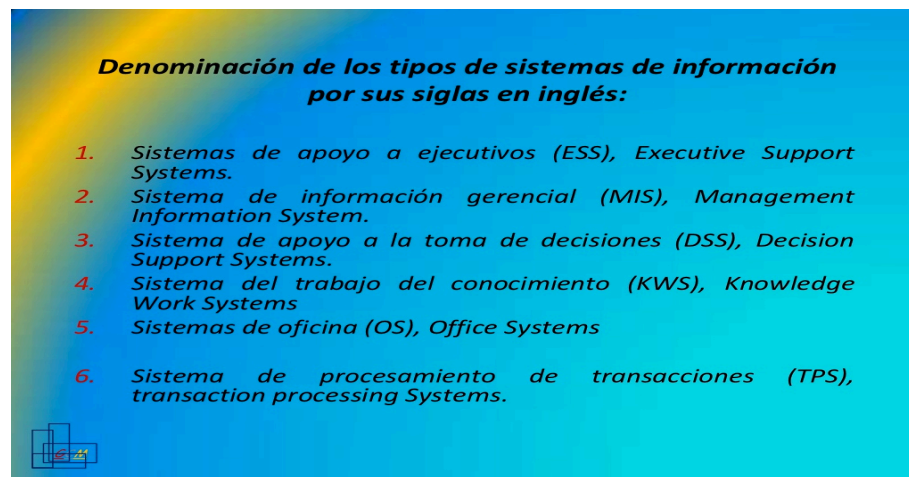 Denominación de los tipos de sistemas de información
por sus siglas en inglés:
1. Sistemas de apoyo a ejecutivos (ESS), Executive Support
Systems.
2. Sistema de información gerencial (MIS), Management
Information System.
3. Sistema de apoyo a la toma de decisiones (DSS), Decision
Support Systems.
4. Sistema del trabajo del conocimiento (KWS), Knowledge
Work Systems
5. Sistemas de oficina (OS), Office Systems
6. Sistema de procesamiento de transacciones (TPS),
transaction processing Systems.